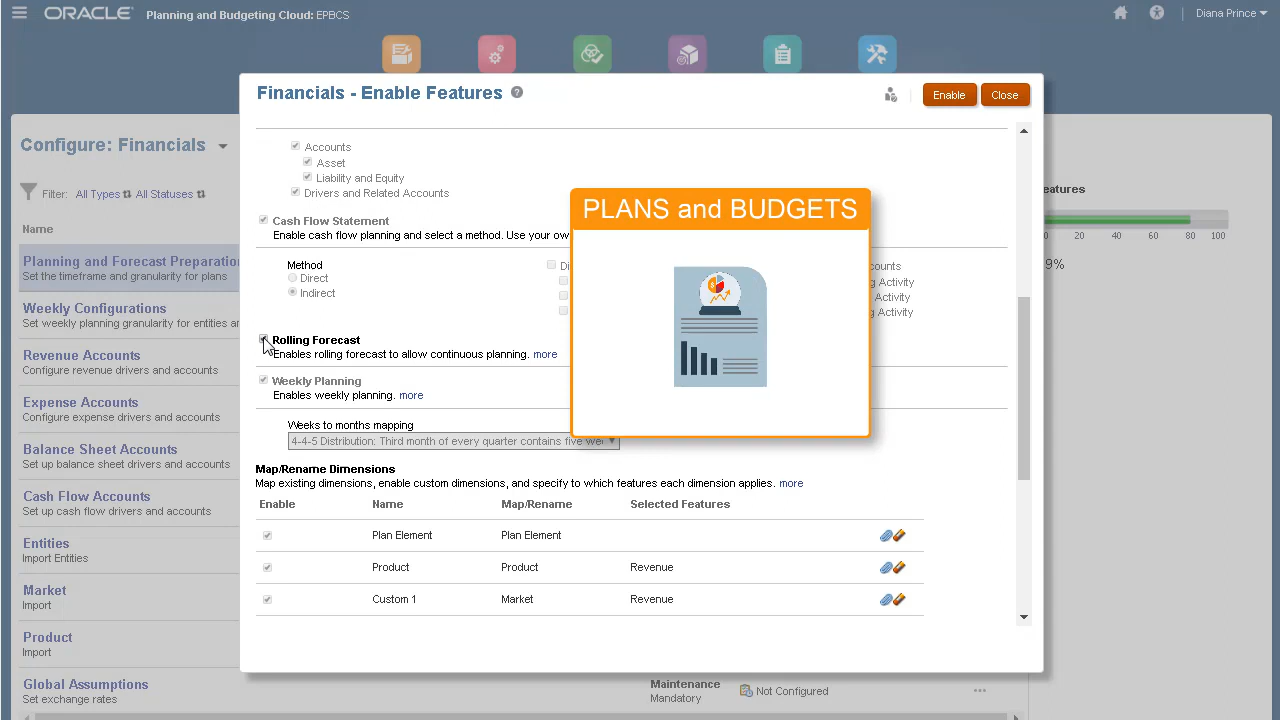 ORACLE Planning and Budgeting Cloud: EPBCS
Diana Prince
Financials - Enable Features
Enable
Close
Configure: Financials
Filter: All Types All Statuses
Name
Planning and Forecast Preparation
Set the timeframe and granularity for plans
Weekly Configurations
Set weekly planning granularity for entities an
Revenue Accounts
Configure revenue drivers and accounts
Expense Accounts
Configure expense drivers and accounts
Balance Sheet Accounts
Set up balance sheet drivers and accounts
Cash Flow Accounts
Set up cash flow drivers and accounts
Entities
Import Entities
Market
Import
Product
Import
Global Assumptions
Set exchange rates
Accounts
Asset
Liability and Equity
Drivers and Related Accounts
Cash Flow Statement
Enable cash flow planning and select a method. Use your own
Method
Direct
Indirect
Di
counts
g Activity
Activity
g Activity
Rolling Forecast
Enables rolling forecast to allow continuous planning. more
Weekly Planning
Enables weekly planning. more
Weeks to months mapping
4-4-5 Distribution: Third month of every quarter contains five we
Map/Rename Dimensions
Map existing dimensions, enable custom dimensions, and specify to which features each dimension applies. more
Enable Name Map/Rename Selected Features
Plan Element Plan Element
Product Product Revenue
Custom 1 Market Revenue
PLANS and BUDGETS
eatures
0 20 40 60 80 100
9%
Maintenance
Mandatory
Not Configured